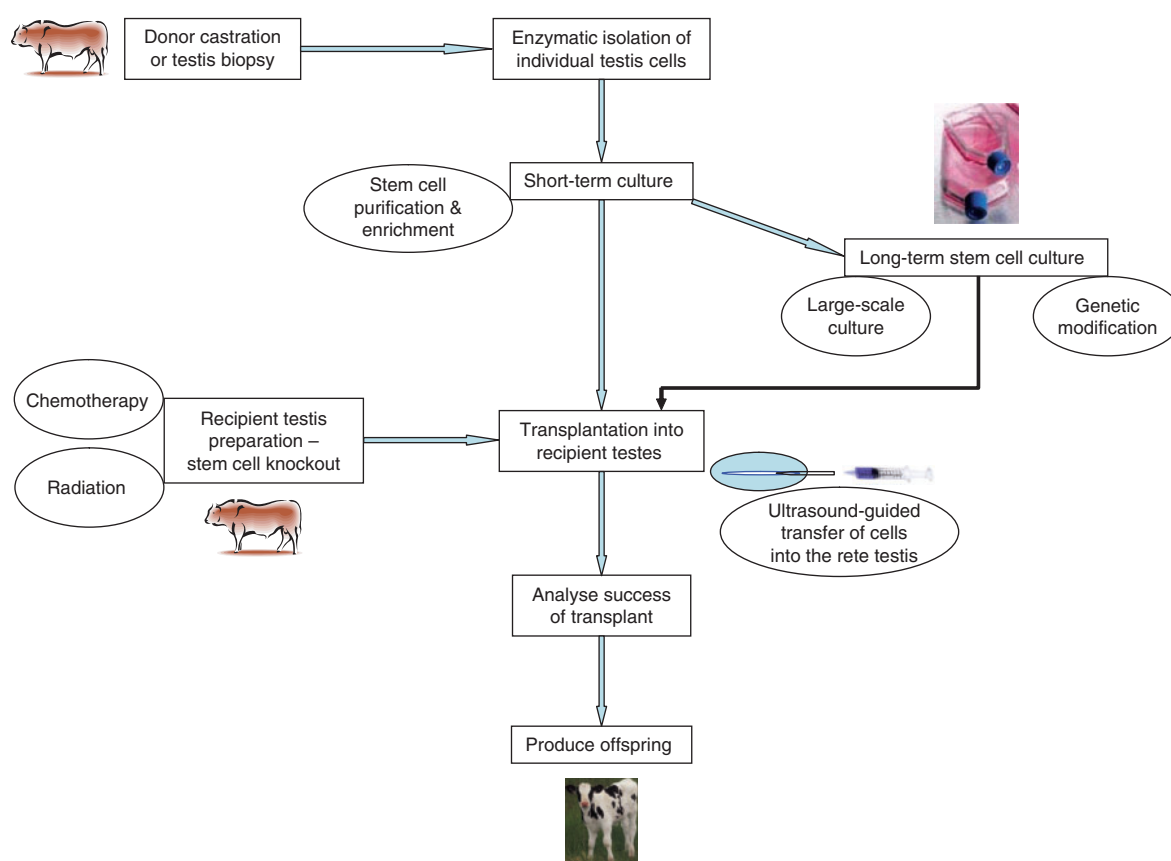 Donor castration
or testis biopsy
Enzymatic isolation of
individual testis cells
Stem cell
purification &
enrichment
Short-term culture
Long-term stem cell culture
Large-scale
culture
Genetic
modification
Chemotherapy
Radiation
Recipient testis
preparation –
stem cell knockout
Transplantation into
recipient testes
Ultrasound-guided
transfer of cells
into the rete testis
Analyse success
of transplant
Produce offspring